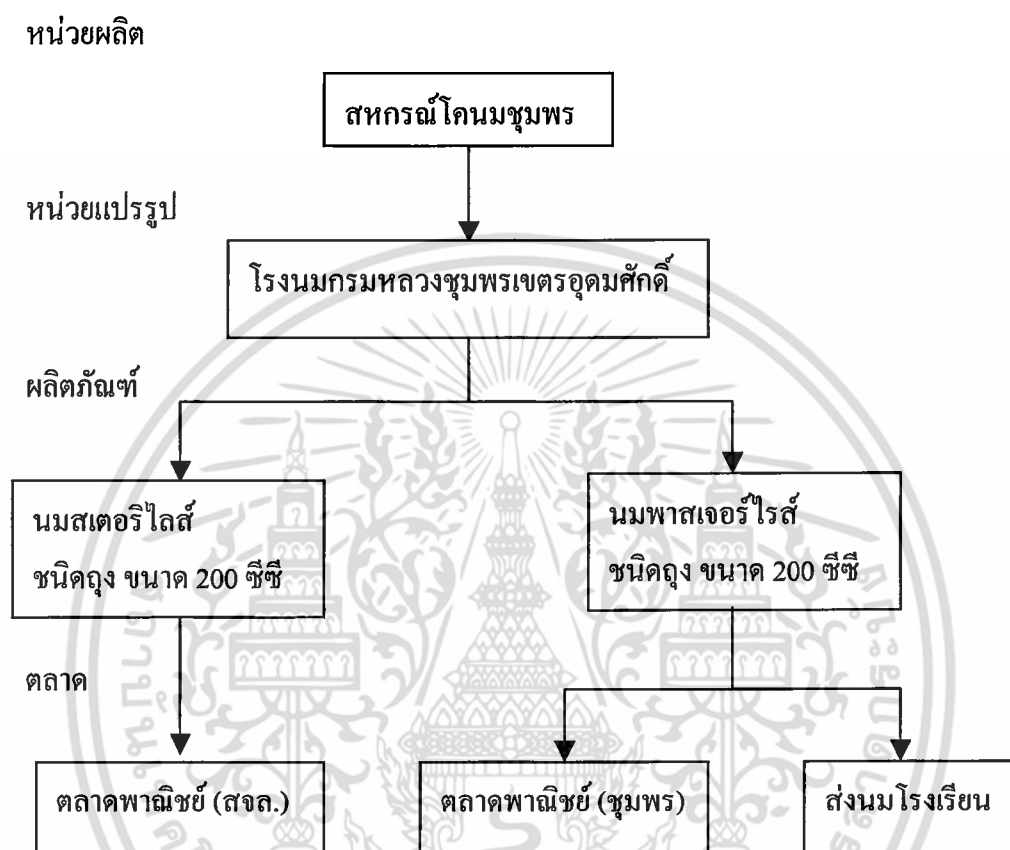 หน่วยผลิต
สหกรณ์โคนมชุมพร
หน่วยแปรรูป
โรงนมกรมหลวงชุมพรเขตรอุดมศักดิ์
ผลิตภัณฑ์
นมสเตอริไลส์
ชนิดถุง ขนาด 200 ซีซี
นมพาสเจอร์ไรส์
ชนิดถุง ขนาด 200 ซีซี
ตลาด
ตลาดพาณิชย์ (สจล.)
ตลาดพาณิชย์ (ชุมพร)
ส่งนมโรงเรียน